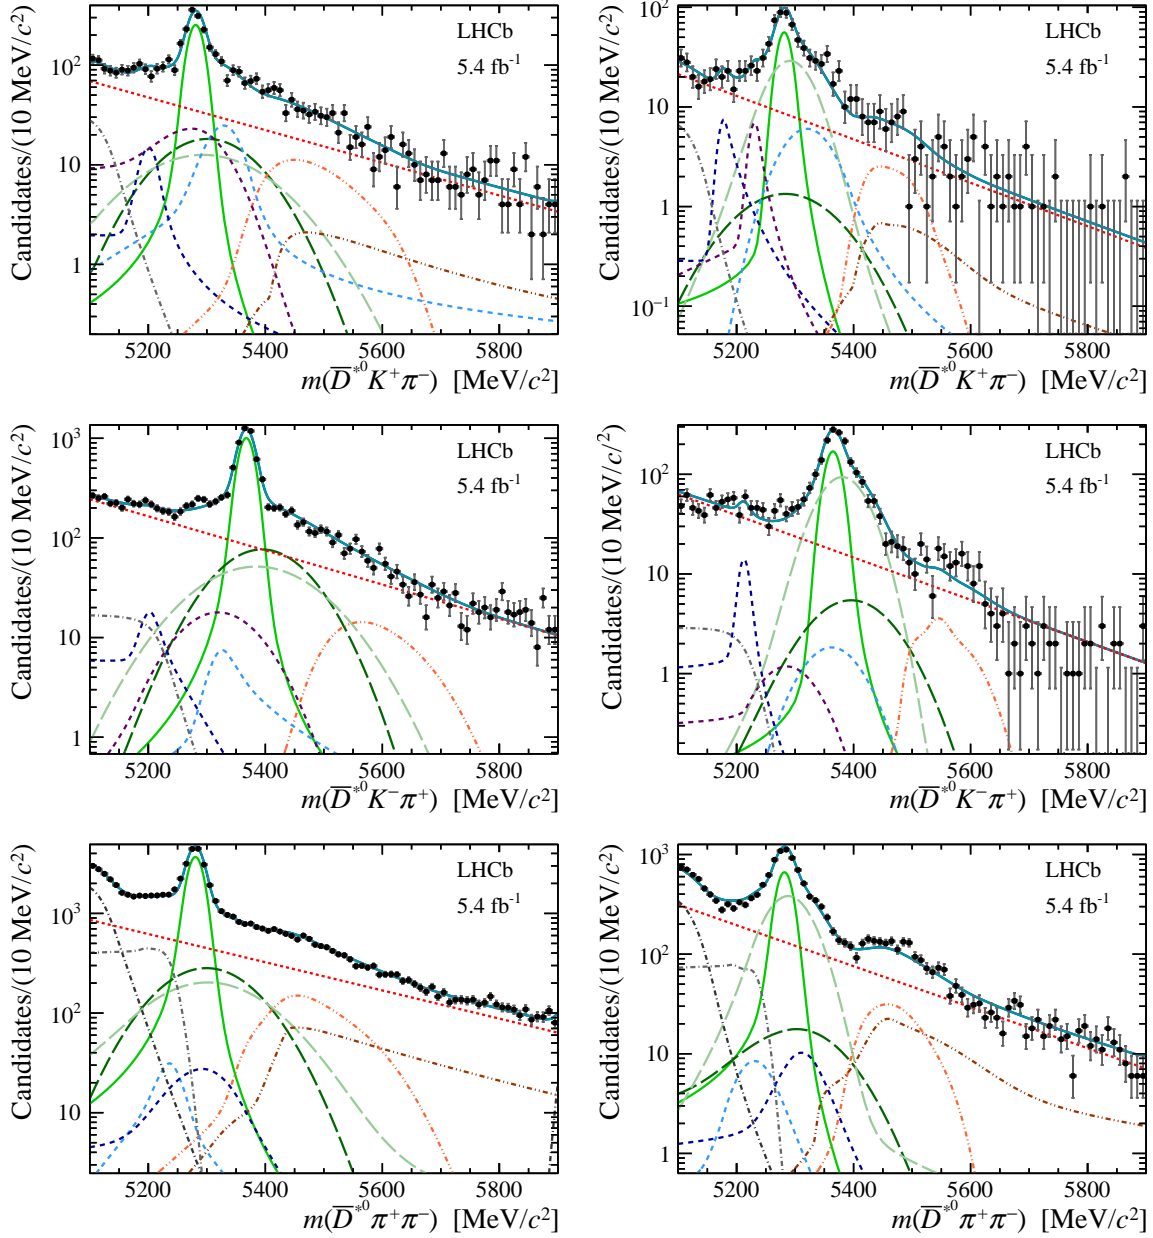 Candidates/(10 MeV/c²)
10²
10
1
LHCb
5.4 fb⁻¹
5200 5400 5600 5800
m(D̅*⁰K⁺π⁻) [MeV/c²]
Candidates/(10 MeV/c²)
10²
10
1
10⁻¹
LHCb
5.4 fb⁻¹
5200 5400 5600 5800
m(D̅*⁰K⁺π⁻) [MeV/c²]
Candidates/(10 MeV/c²)
10³
10²
10
1
LHCb
5.4 fb⁻¹
5200 5400 5600 5800
m(D̅*⁰K⁻π⁺) [MeV/c²]
Candidates/(10 MeV/c/²)
10²
10
1
LHCb
5.4 fb⁻¹
5200 5400 5600 5800
m(D̅*⁰K⁻π⁺) [MeV/c²]
Candidates/(10 MeV/c²)
10³
10²
10
LHCb
5.4 fb⁻¹
5200 5400 5600 5800
m(D̅*⁰π⁺π⁻) [MeV/c²]
Candidates/(10 MeV/c²)
10³
10²
10
1
LHCb
5.4 fb⁻¹
5200 5400 5600 5800
m(D̅*⁰π⁺π⁻) [MeV/c²]